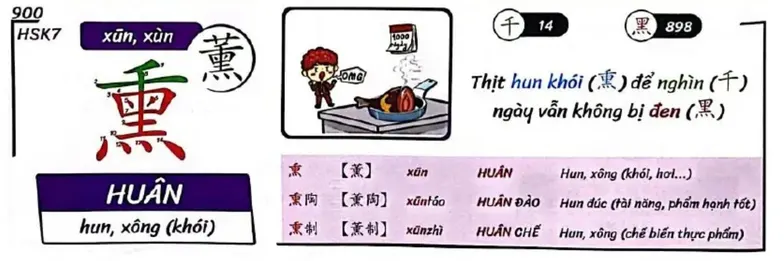 900
HSK7
xūn, xùn
熏
薰
HUÂN
hun, xông (khói)
1000 ngày
OMG
千 14
黑 898
Thịt hun khói (熏) để nghìn (千)
ngày vẫn không bị đen (黑)
熏 【薰】 xūn HUÂN Hun, xông (khói, hơi...)
熏陶 【薰陶】 xūntáo HUÂN ĐÀO Hun đúc (tài năng, phẩm hạnh tốt)
熏制 【薰制】 xūnzhì HUÂN CHẾ Hun, xông (chế biến thực phẩm)